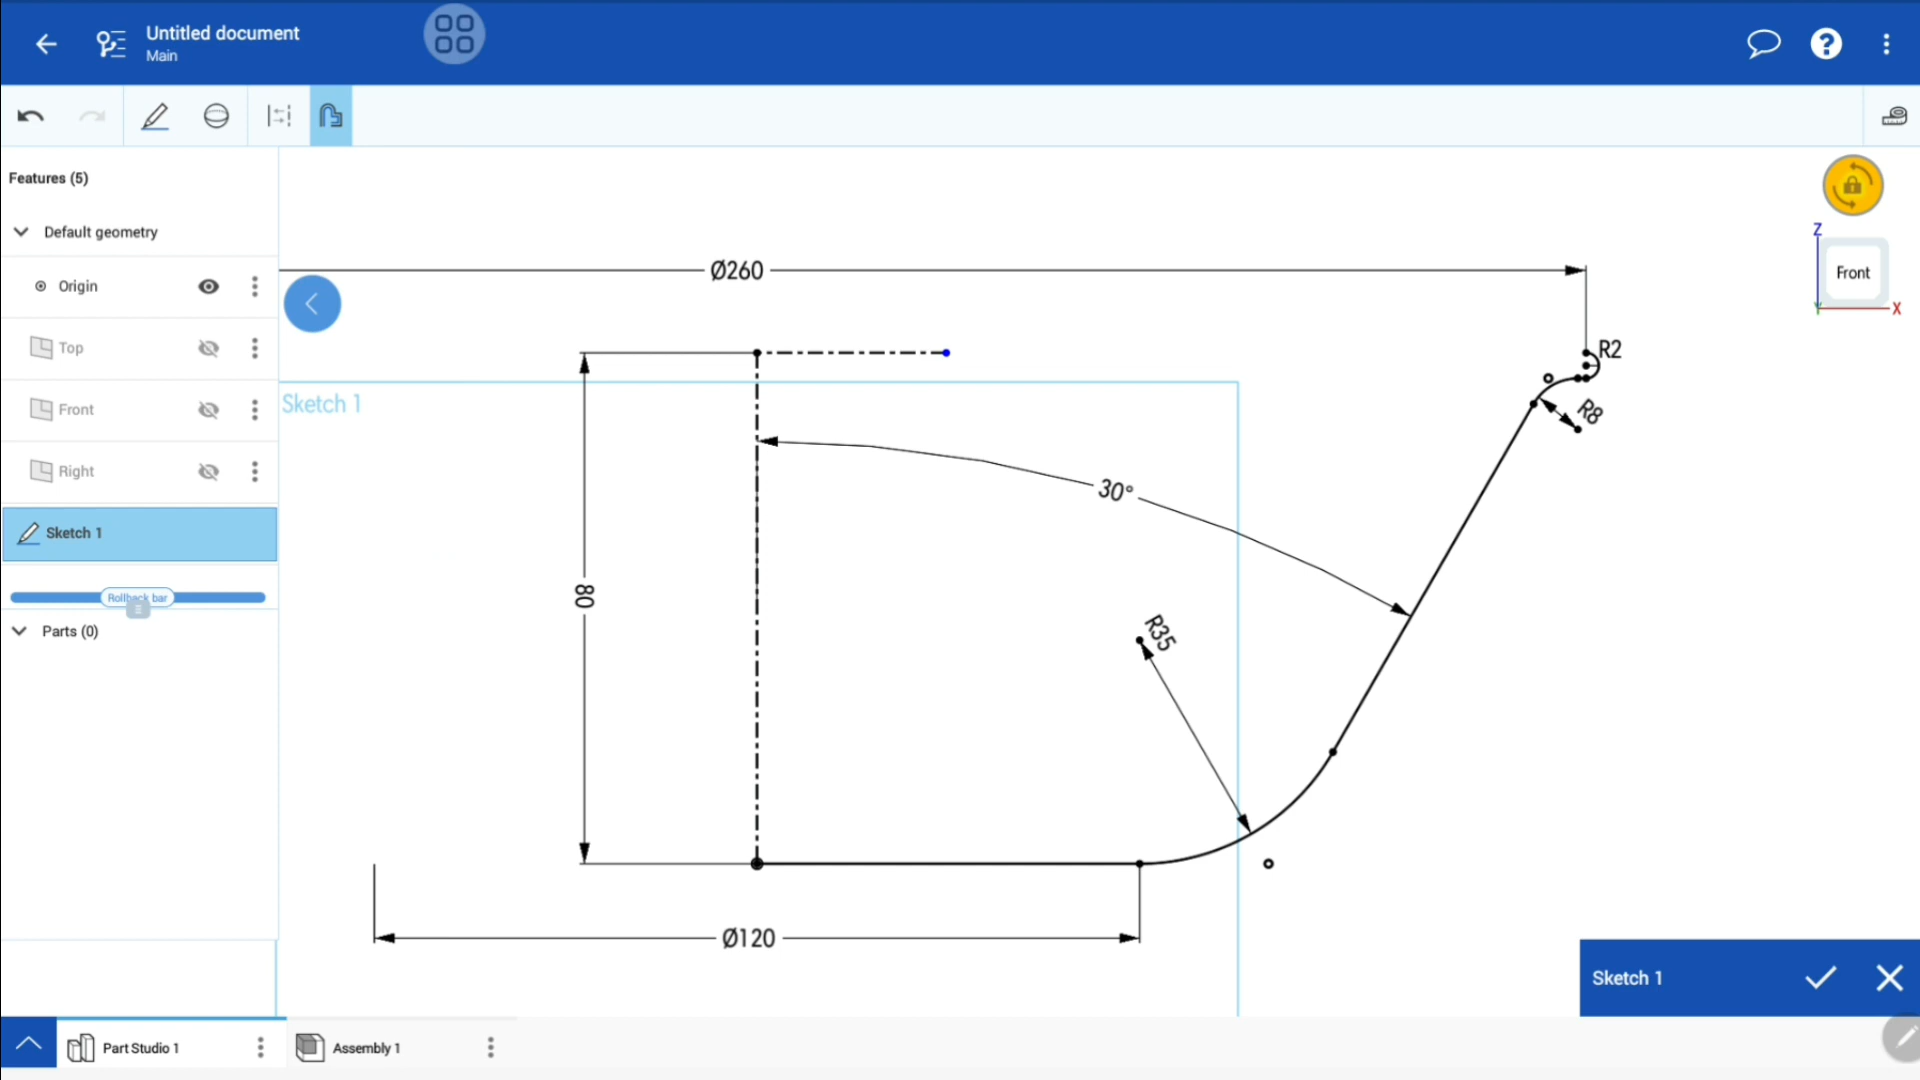 Untitled document
Main
Features (5)
Default geometry
Origin
Top
Front
Right
Sketch 1
Rollback bar
Parts (0)
Ø260
R2
R8
Sketch 1
30°
80
R35
Ø120
Z
Front
X
Sketch 1
Part Studio 1
Assembly 1